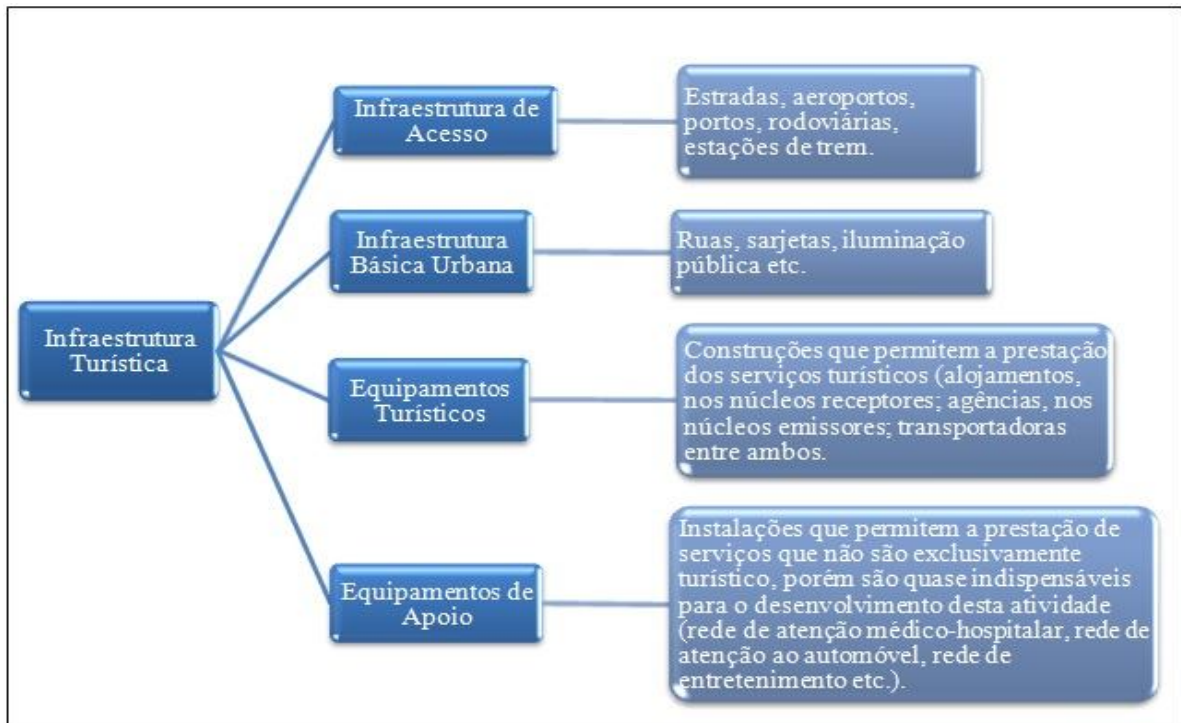 Infraestrutura
Turística
Infraestrutura de
Acesso
Estradas, aeroportos,
portos, rodoviárias,
estações de trem.
Infraestrutura
Básica Urbana
Ruas, sarjetas, iluminação
pública etc.
Equipamentos
Turísticos
Construções que permitem a prestação
dos serviços turísticos (alojamentos,
nos núcleos receptores; agências, nos
núcleos emissores; transportadoras
entre ambos.
Equipamentos de
Apoio
Instalações que permitem a prestação de
serviços que não são exclusivamente
turístico, porém são quase indispensáveis
para o desenvolvimento desta atividade
(rede de atenção médico-hospitalar, rede de
atenção ao automóvel, rede de
entretenimento etc.).